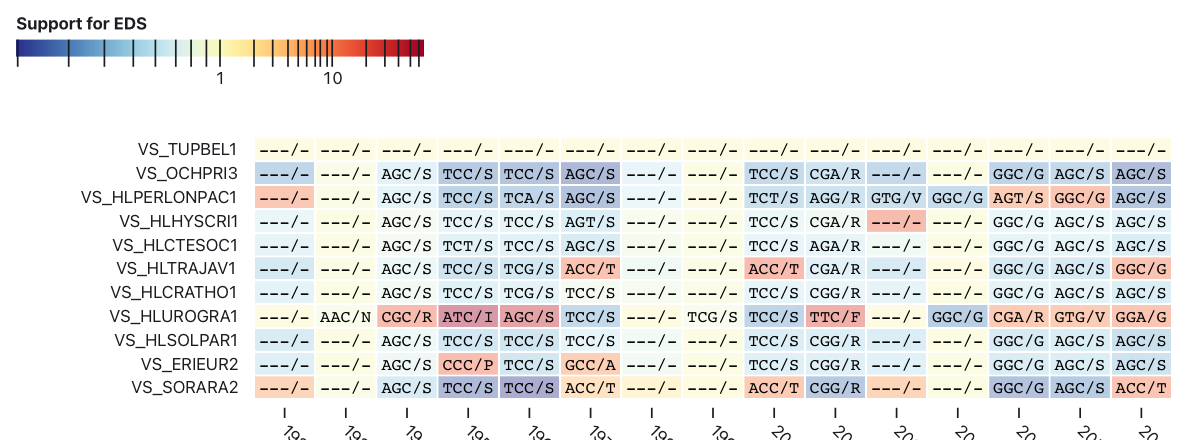 Support for EDS
1 10
VS_TUPBEL1 ---/- ---/- ---/- ---/- ---/- ---/- ---/- ---/- ---/- ---/- ---/- ---/- ---/- ---/- ---/-
VS_OCHPRI3 ---/- ---/- AGC/S TCC/S TCC/S AGC/S ---/- ---/- TCC/S CGA/R ---/- ---/- GGC/G AGC/S AGC/S
VS_HLPERLONPAC1 ---/- ---/- AGC/S TCC/S TCA/S AGC/S ---/- ---/- TCT/S AGG/R GTG/V GGC/G AGT/S GGC/G AGC/S
VS_HLHYSCRI1 ---/- ---/- AGC/S TCC/S TCC/S AGT/S ---/- ---/- TCC/S CGA/R ---/- ---/- GGC/G AGC/S AGC/S
VS_HLCTESOC1 ---/- ---/- AGC/S TCT/S TCC/S AGC/S ---/- ---/- TCC/S AGA/R ---/- ---/- GGC/G AGC/S AGC/S
VS_HLTRAJAV1 ---/- ---/- AGC/S TCC/S TCG/S ACC/T ---/- ---/- ACC/T CGA/R ---/- ---/- GGC/G AGC/S GGC/G
VS_HLCRATHO1 ---/- ---/- AGC/S TCC/S TCG/S TCC/S ---/- ---/- TCC/S CGG/R ---/- ---/- GGC/G AGC/S AGC/S
VS_HLUROGRA1 ---/- AAC/N CGC/R ATC/I AGC/S TCC/S ---/- TCG/S TCC/S TTC/F ---/- GGC/G CGA/R GTG/V GGA/G
VS_HLSOLPAR1 ---/- ---/- AGC/S TCC/S TCC/S TCC/S ---/- ---/- TCC/S CGG/R ---/- ---/- GGC/G AGC/S AGC/S
VS_ERIEUR2 ---/- ---/- AGC/S CCC/P TCC/S GCC/A ---/- ---/- TCC/S CGG/R ---/- ---/- GGC/G AGC/S AGC/S
VS_SORARA2 ---/- ---/- AGC/S TCC/S TCC/S ACC/T ---/- ---/- ACC/T CGG/R ---/- ---/- GGC/G AGC/S ACC/T